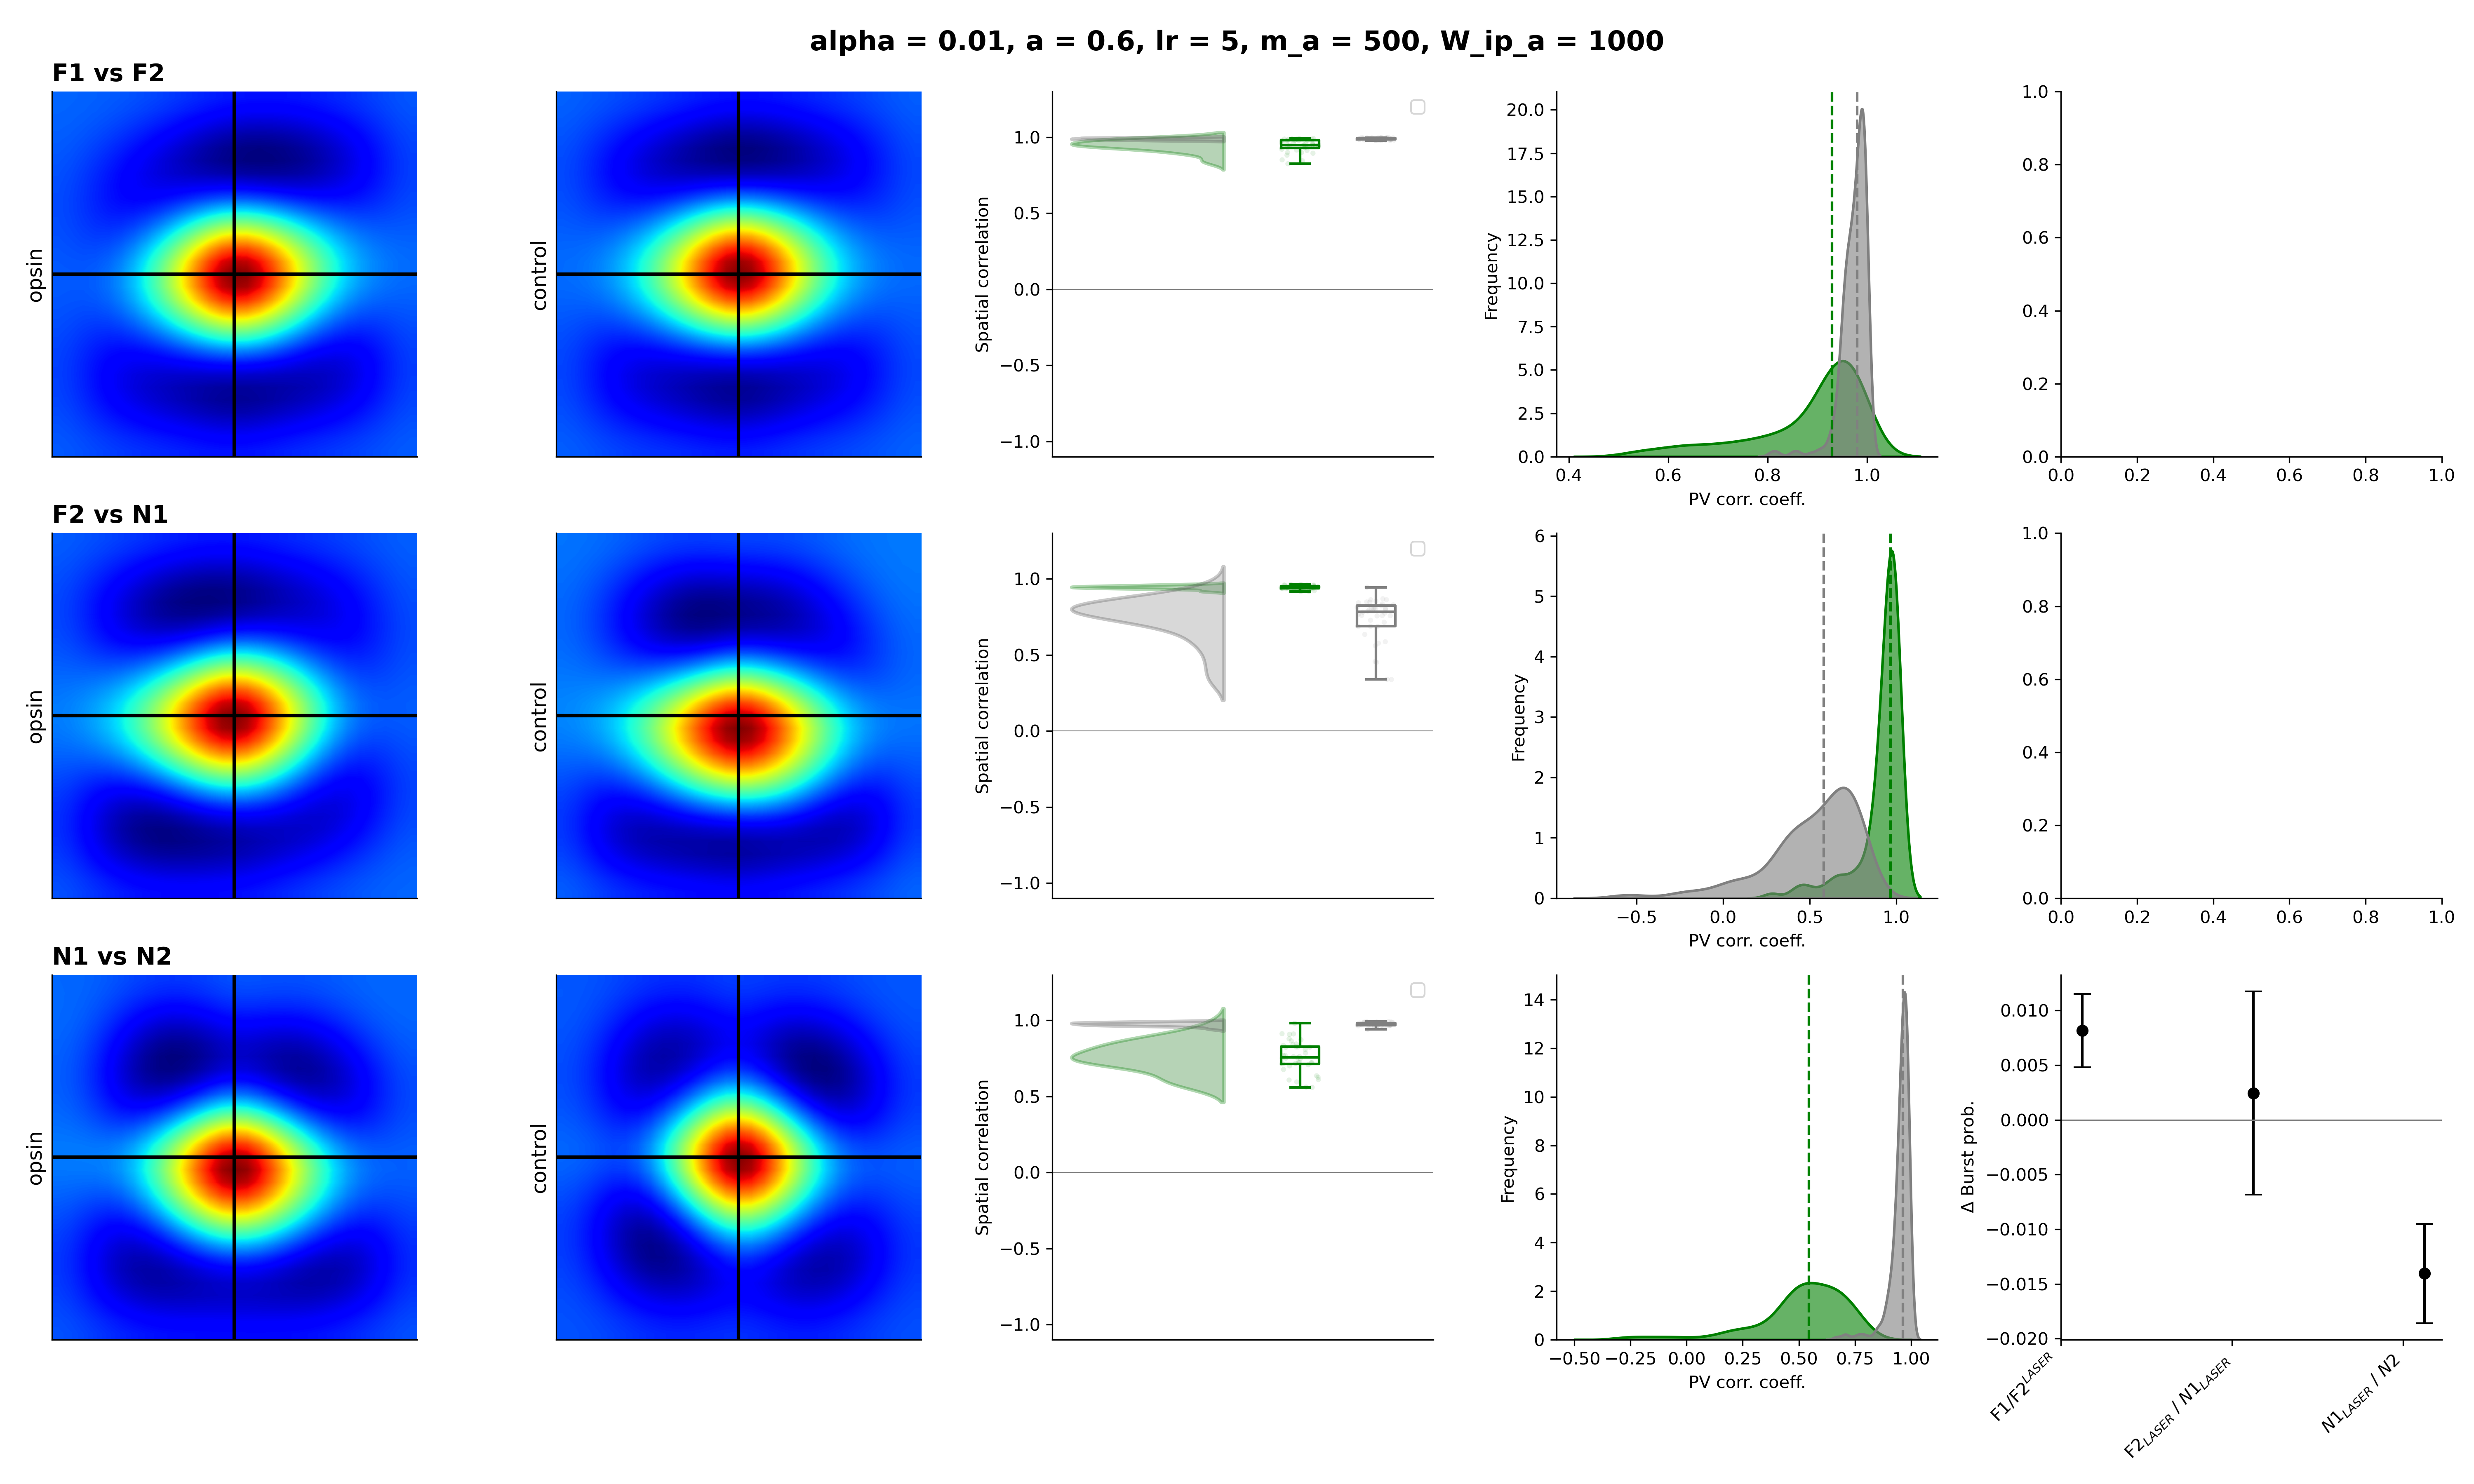 alpha = 0.01, a = 0.6, lr = 5, m_a = 500, W_ip_a = 1000
F1 vs F2
opsin
control
Spatial correlation
1.0
0.5
0.0
−0.5
−1.0
Frequency
20.0
17.5
15.0
12.5
10.0
7.5
5.0
2.5
0.0
0.4 0.6 0.8 1.0
PV corr. coeff.
1.0
0.8
0.6
0.4
0.2
0.0
0.0 0.2 0.4 0.6 0.8 1.0
F2 vs N1
opsin
control
Spatial correlation
1.0
0.5
0.0
−0.5
−1.0
Frequency
6
5
4
3
2
1
0
−0.5 0.0 0.5 1.0
PV corr. coeff.
1.0
0.8
0.6
0.4
0.2
0.0
0.0 0.2 0.4 0.6 0.8 1.0
N1 vs N2
opsin
control
Spatial correlation
1.0
0.5
0.0
−0.5
−1.0
Frequency
14
12
10
8
6
4
2
0
−0.50 −0.25 0.00 0.25 0.50 0.75 1.00
PV corr. coeff.
Δ Burst prob.
0.010
0.005
0.000
−0.005
−0.010
−0.015
−0.020
F1/F2^LASER
F2_LASER / N1_LASER
N1_LASER / N2